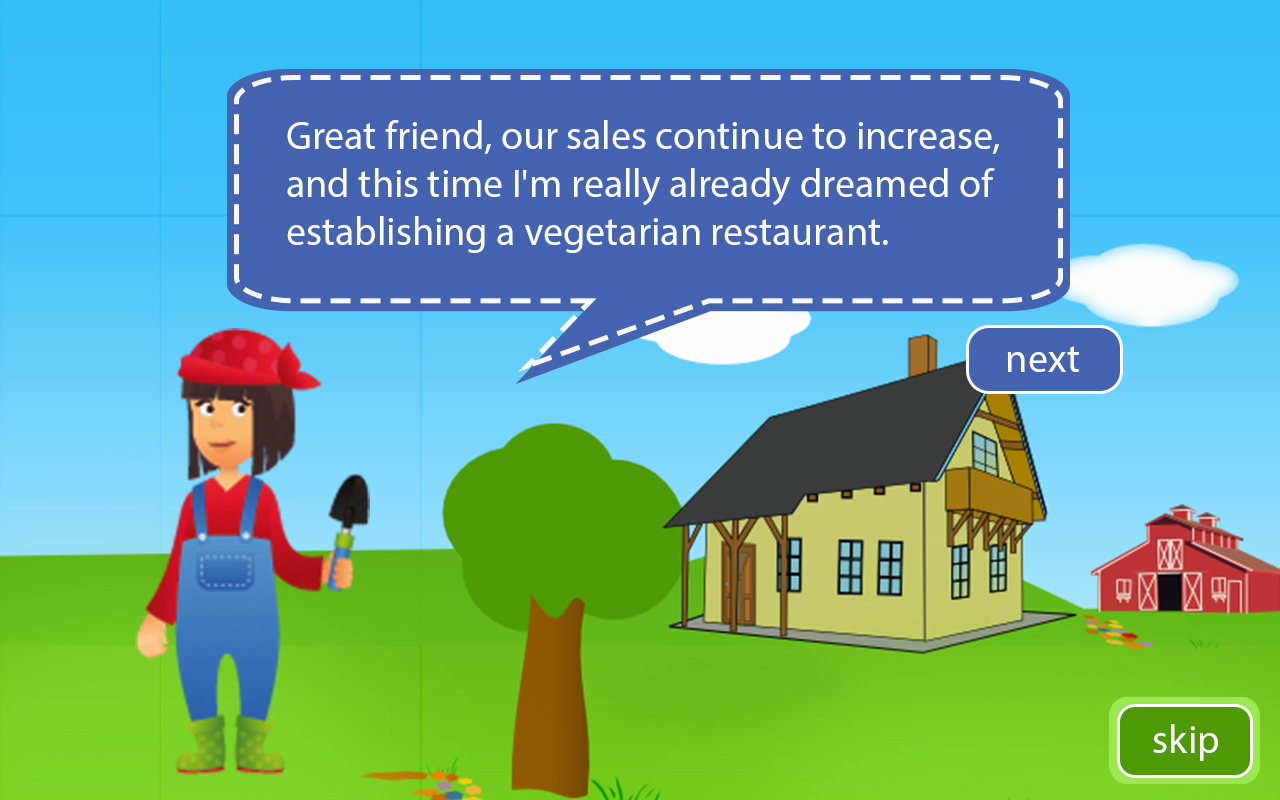 Great friend, our sales continue to increase,
and this time I'm really already dreamed of
establishing a vegetarian restaurant.
next
skip